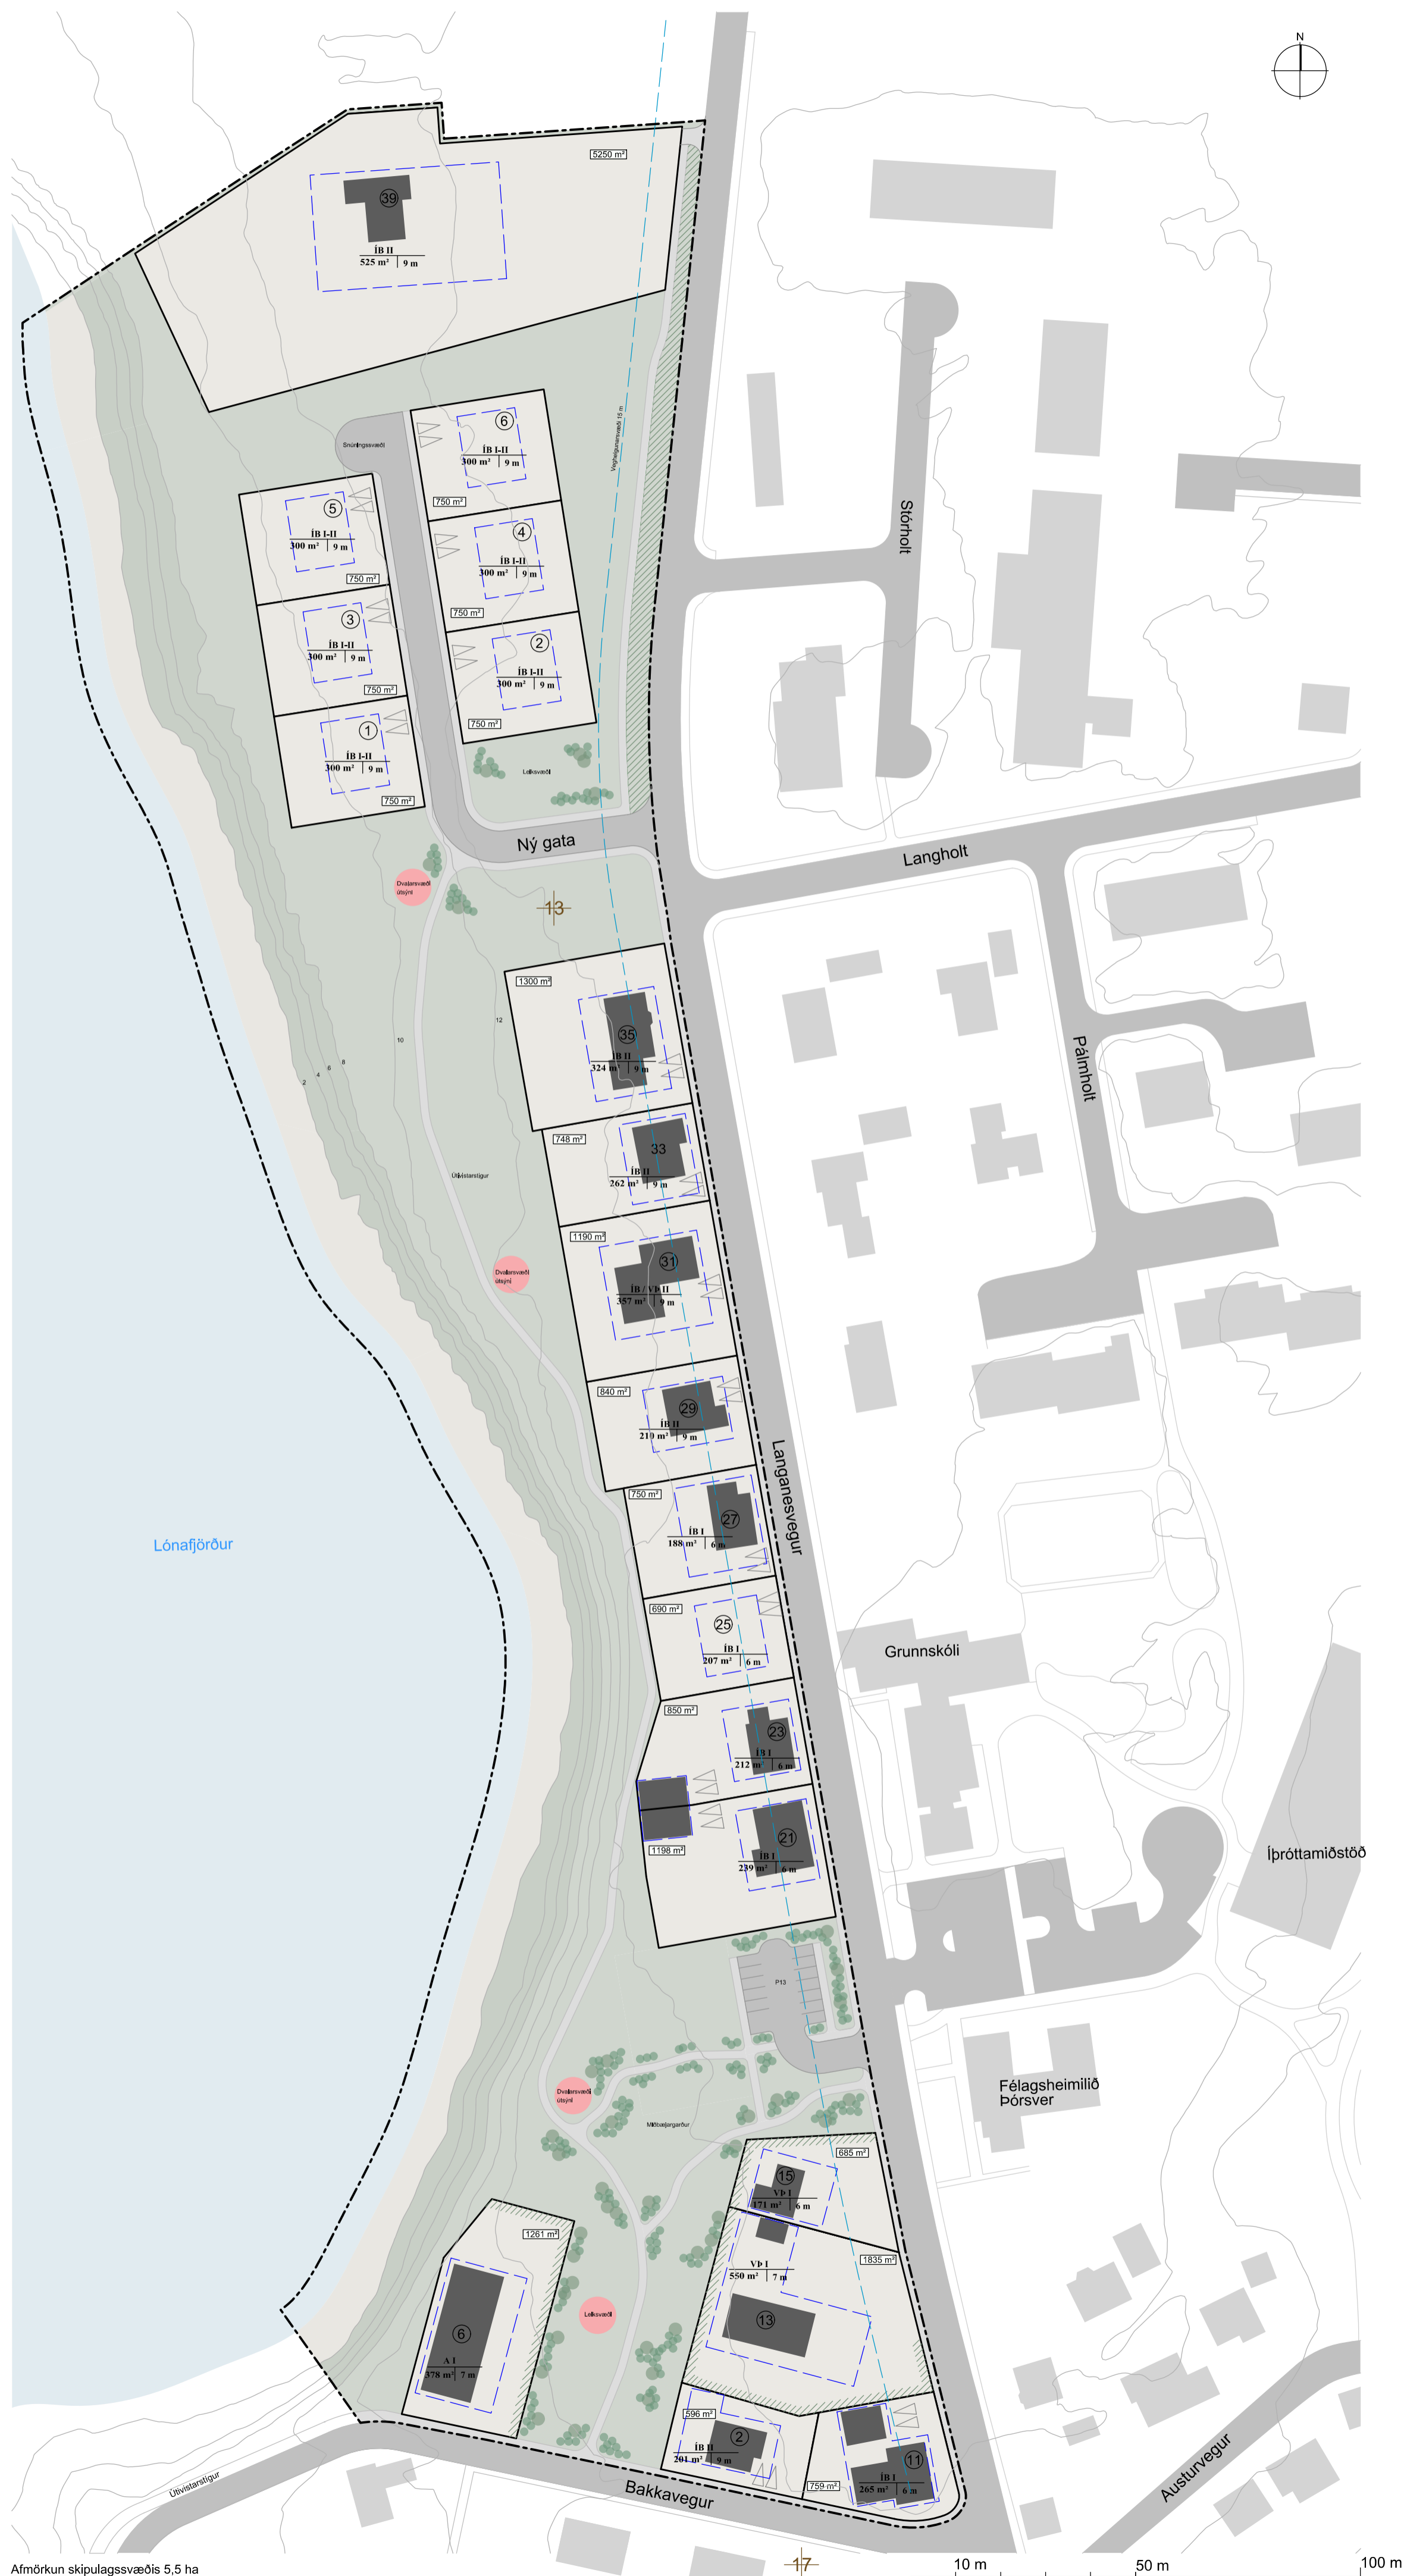 N
5250 m²
39
ÍB II
525 m² 9 m
Veghelgunarsvæði 15 m
Snúningssvæði
6
ÍB I-II
300 m² 9 m
750 m²
5
ÍB I-II
300 m² 9 m
750 m²
4
ÍB I-II
300 m² 9 m
750 m²
3
ÍB I-II
300 m² 9 m
750 m²
2
ÍB I-II
300 m² 9 m
750 m²
1
ÍB I-II
300 m² 9 m
750 m²
Leiksvæði
Stórholt
Ný gata
Langholt
Dvalarsvæði
útsýni
13
1300 m²
35
ÍB II
324 m² 9 m
12
10
8
6
4
2
Pálmholt
748 m²
33
ÍB II
262 m² 9 m
Útivistarstígur
1190 m²
31
ÍB / VÞ II
357 m² 9 m
Dvalarsvæði
útsýni
840 m²
29
ÍB II
210 m² 9 m
Langanesvegur
750 m²
27
ÍB I
188 m² 6 m
Lónafjörður
690 m²
25
ÍB I
207 m² 6 m
Grunnskóli
850 m²
23
ÍB I
212 m² 6 m
21
ÍB I
239 m² 6 m
1198 m²
Íþróttamiðstöð
P13
Dvalarsvæði
útsýni
Miðbæjargarður
Félagsheimilið
Þórsver
685 m²
15
VÞ I
171 m² 6 m
1261 m²
1835 m²
VÞ I
550 m² 7 m
13
Leiksvæði
6
A I
378 m² 7 m
596 m²
2
ÍB II
201 m² 9 m
11
ÍB I
265 m² 6 m
759 m²
Útivistarstígur
Bakkavegur
Austurvegur
Afmörkun skipulagssvæðis 5,5 ha
17
10 m
50 m
100 m